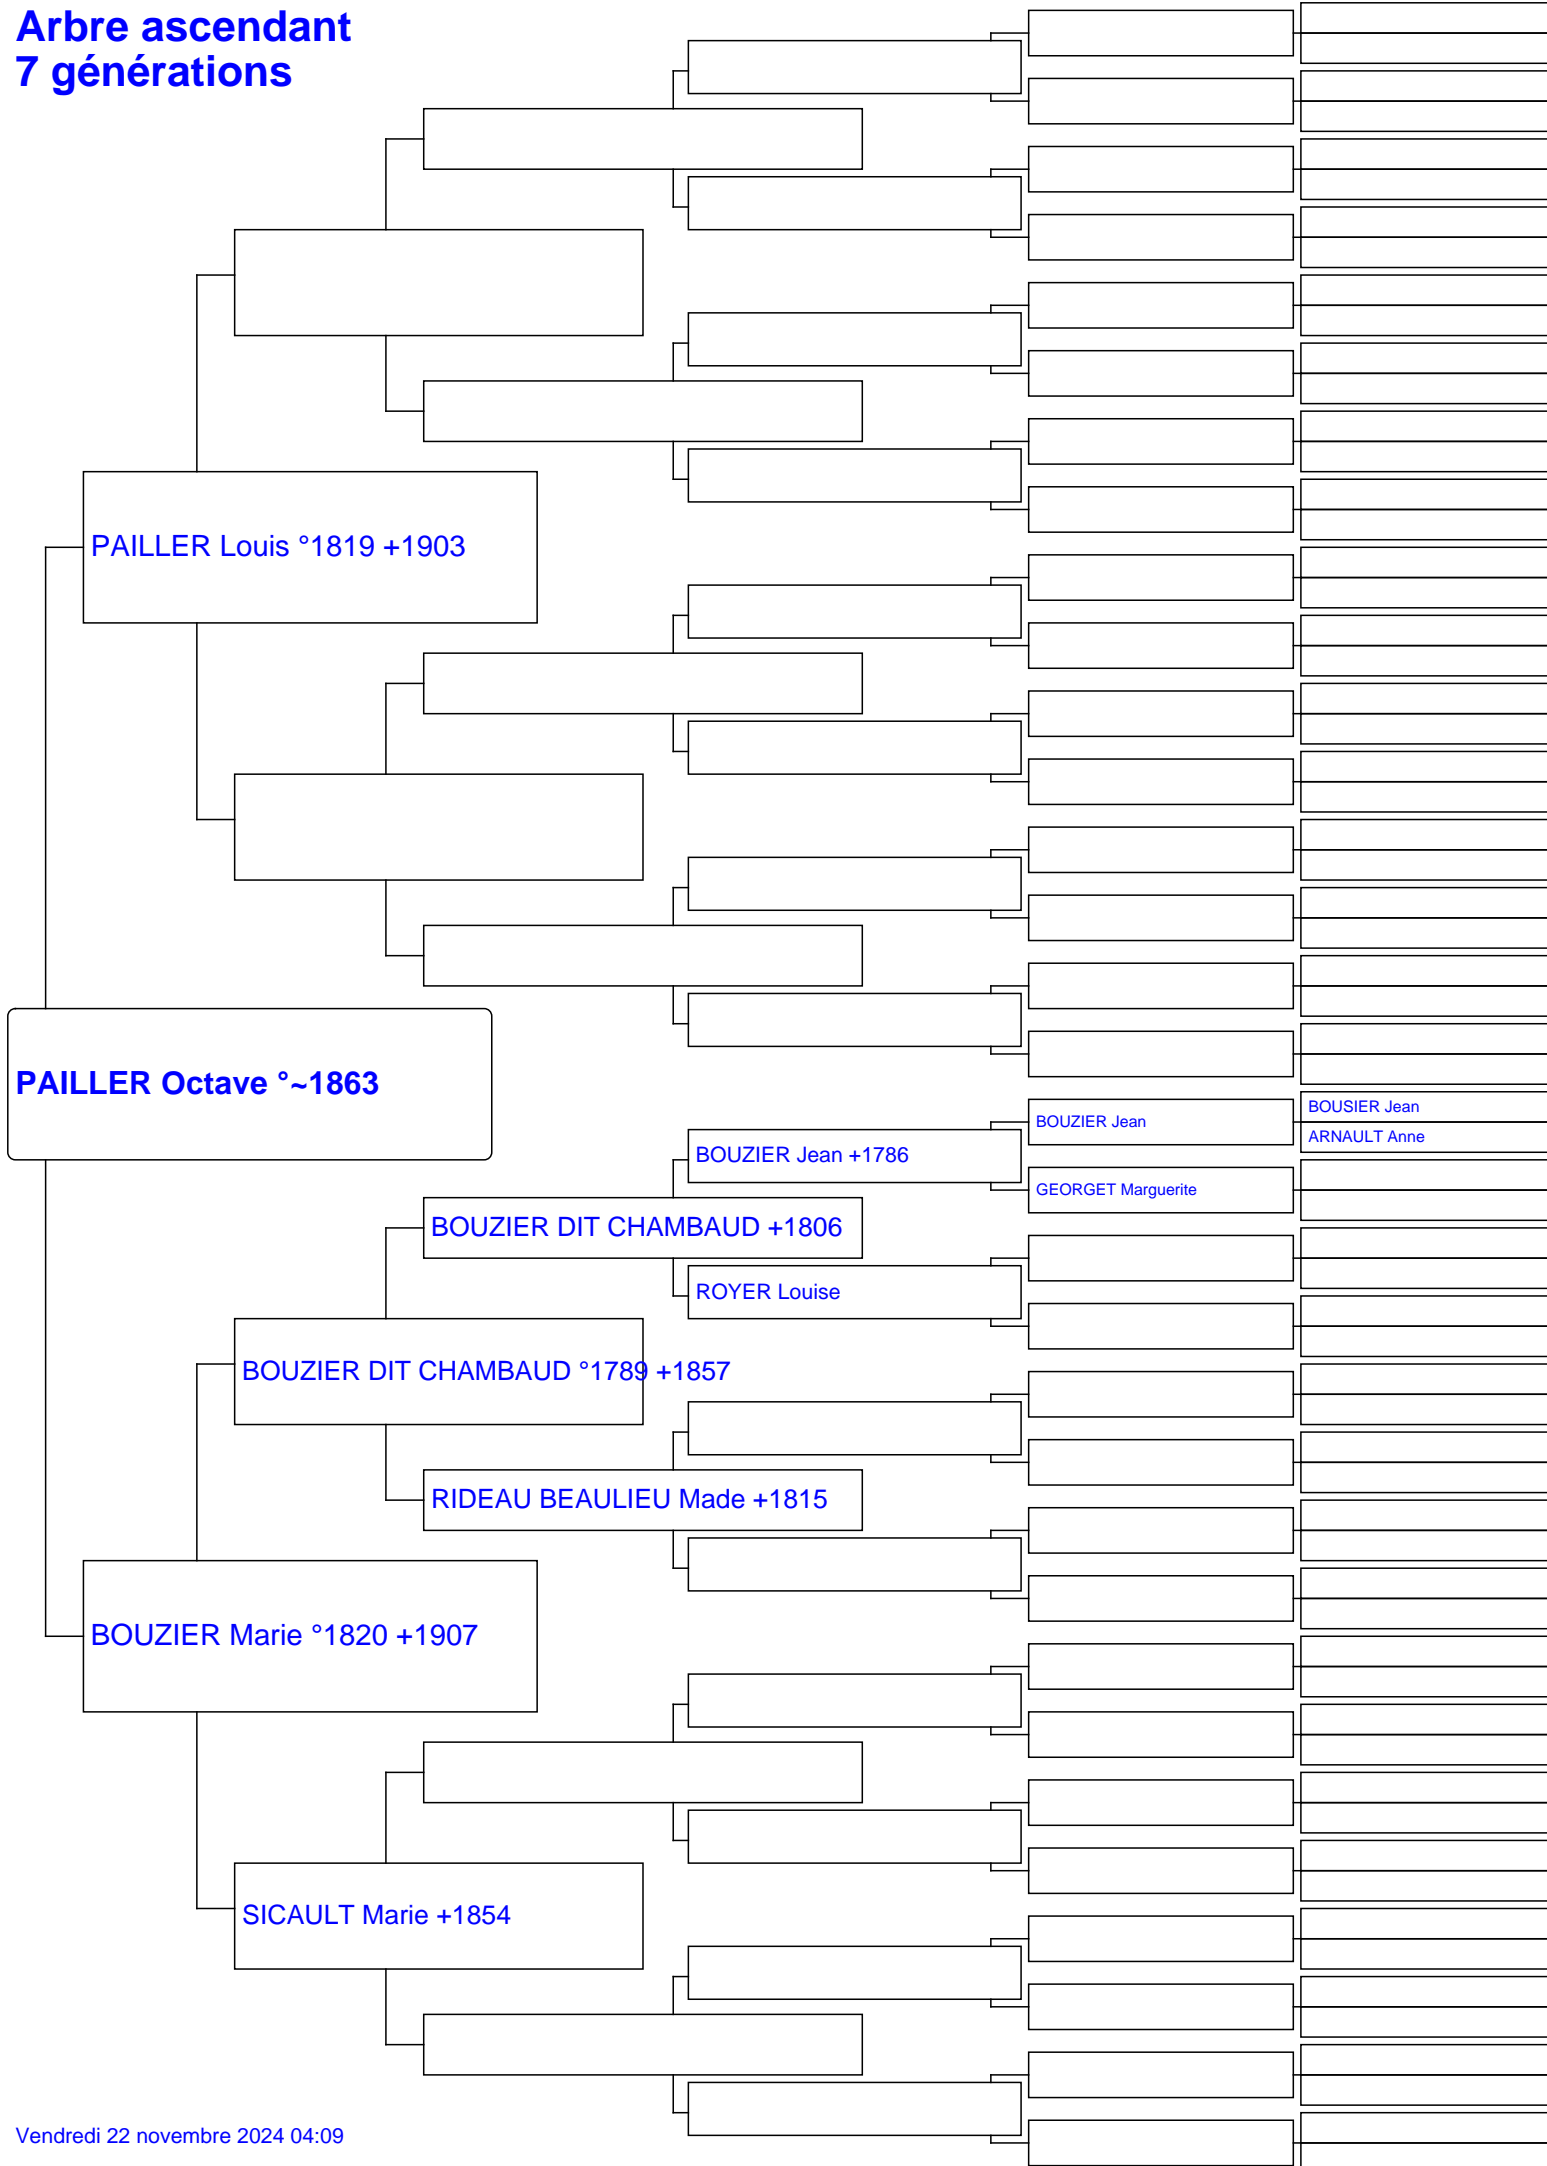 Arbre ascendant
7 générations
PAILLER Louis °1819 +1903
PAILLER Octave °~1863
BOUZIER Jean
BOUSIER Jean
ARNAULT Anne
BOUZIER Jean +1786
GEORGET Marguerite
BOUZIER DIT CHAMBAUD +1806
ROYER Louise
BOUZIER DIT CHAMBAUD °1789 +1857
RIDEAU BEAULIEU Made +1815
BOUZIER Marie °1820 +1907
SICAULT Marie +1854
Vendredi 22 novembre 2024 04:09